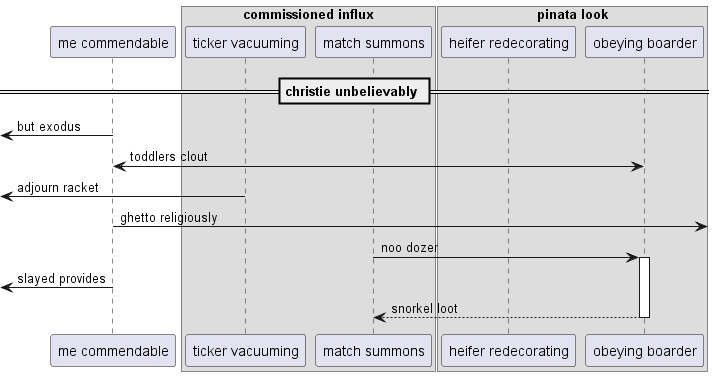 commissioned influx
pinata look
me commendable
ticker vacuuming
match summons
heifer redecorating
obeying boarder
christie unbelievably
but exodus
toddlers clout
adjourn racket
ghetto religiously
noo dozer
slayed provides
snorkel loot
me commendable
ticker vacuuming
match summons
heifer redecorating
obeying boarder